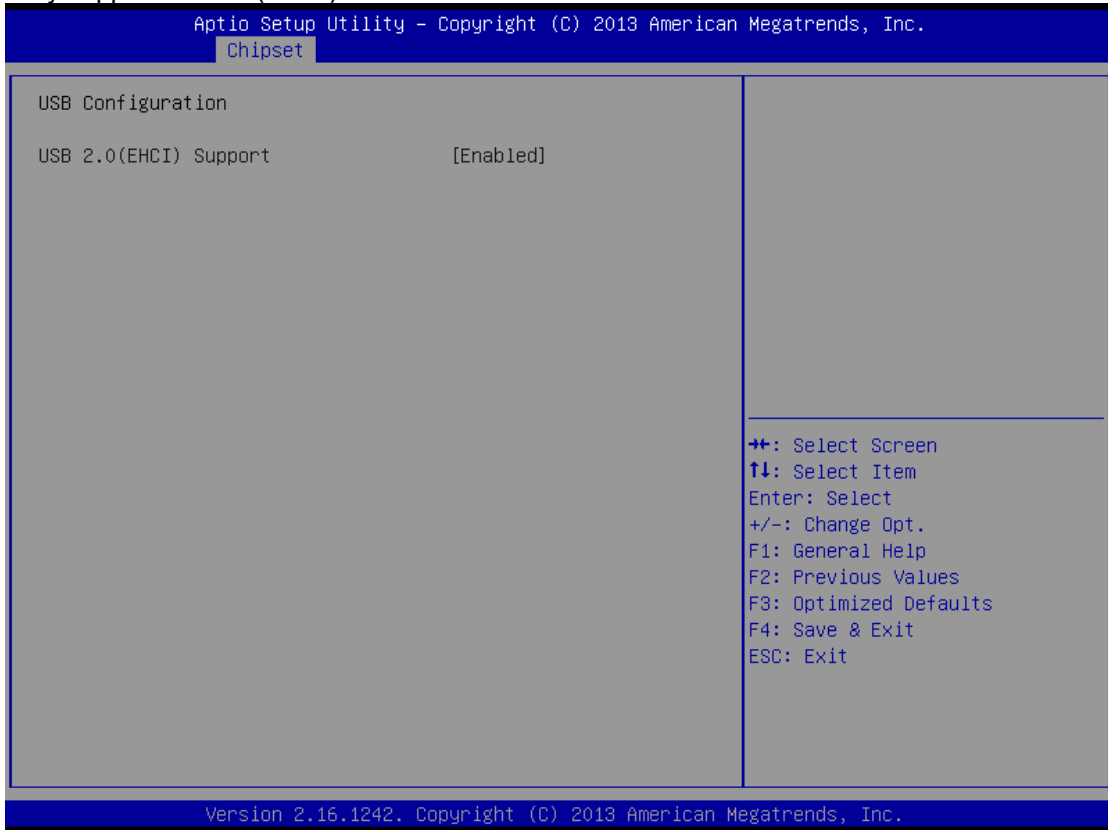 Aptio Setup Utility – Copyright (C) 2013 American Megatrends, Inc.
Chipset
USB Configuration
USB 2.0(EHCI) Support [Enabled]
→←: Select Screen
↑↓: Select Item
Enter: Select
+/-: Change Opt.
F1: General Help
F2: Previous Values
F3: Optimized Defaults
F4: Save & Exit
ESC: Exit
Version 2.16.1242. Copyright (C) 2013 American Megatrends, Inc.